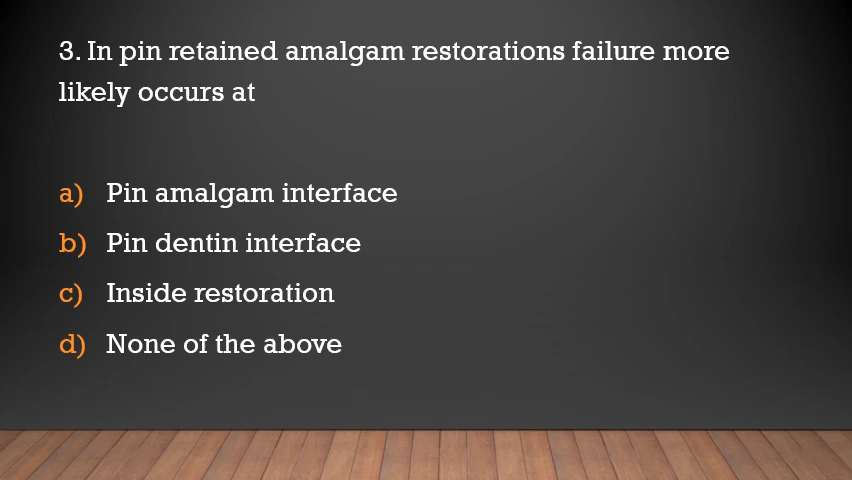 3. In pin retained amalgam restorations failure more
likely occurs at
a) Pin amalgam interface
b) Pin dentin interface
c) Inside restoration
d) None of the above